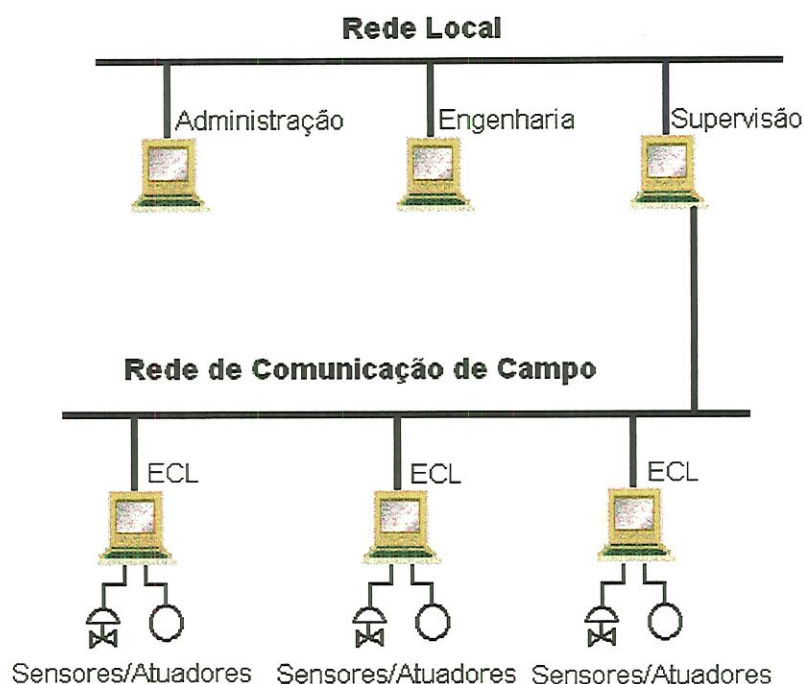 Rede Local
Administração
Engenharia
Supervisão
Rede de Comunicação de Campo
ECL
ECL
ECL
Sensores/Atuadores
Sensores/Atuadores
Sensores/Atuadores